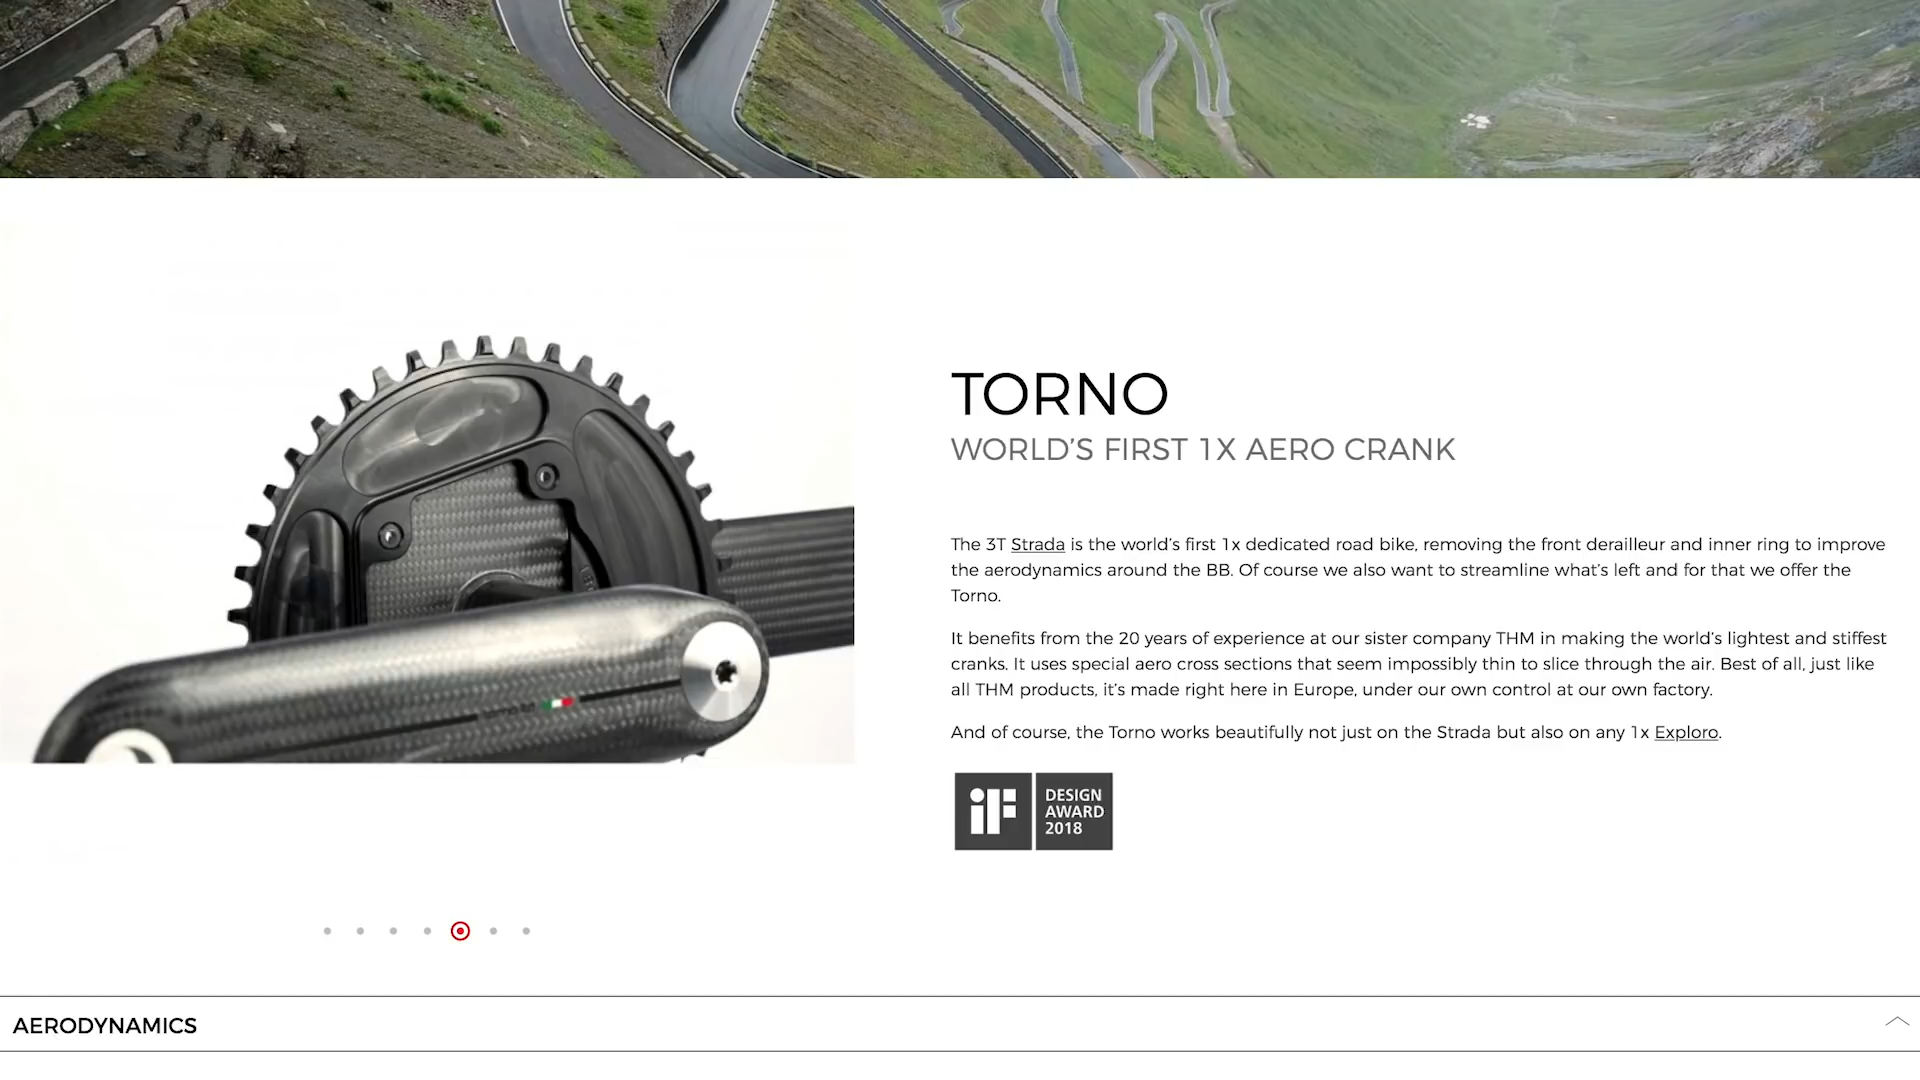 TORNO
WORLD’S FIRST 1X AERO CRANK
The 3T Strada is the world’s first 1x dedicated road bike, removing the front derailleur and inner ring to improve
the aerodynamics around the BB. Of course we also want to streamline what’s left and for that we offer the
Torno.
It benefits from the 20 years of experience at our sister company THM in making the world’s lightest and stiffest
cranks. It uses special aero cross sections that seem impossibly thin to slice through the air. Best of all, just like
all THM products, it’s made right here in Europe, under our own control at our own factory.
And of course, the Torno works beautifully not just on the Strada but also on any 1x Exploro.
iF
DESIGN
AWARD
2018
AERODYNAMICS